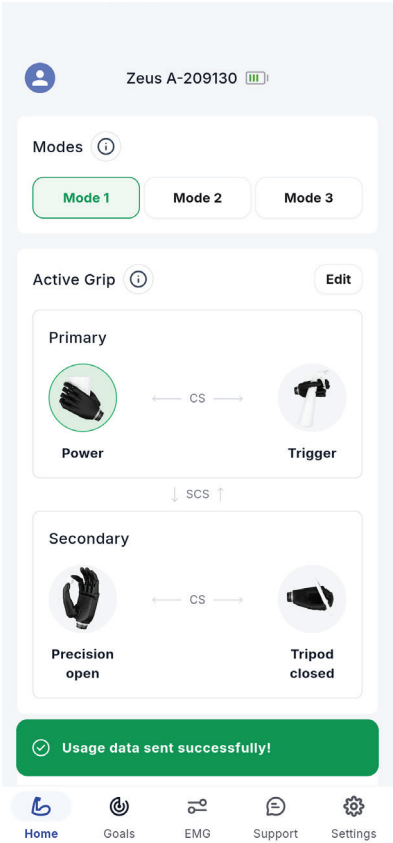 Zeus A-209130
Modes
Mode 1 Mode 2 Mode 3
Active Grip Edit
Primary
CS
Power Trigger
SCS
Secondary
CS
Precision open Tripod closed
Usage data sent successfully!
Home Goals EMG Support Settings